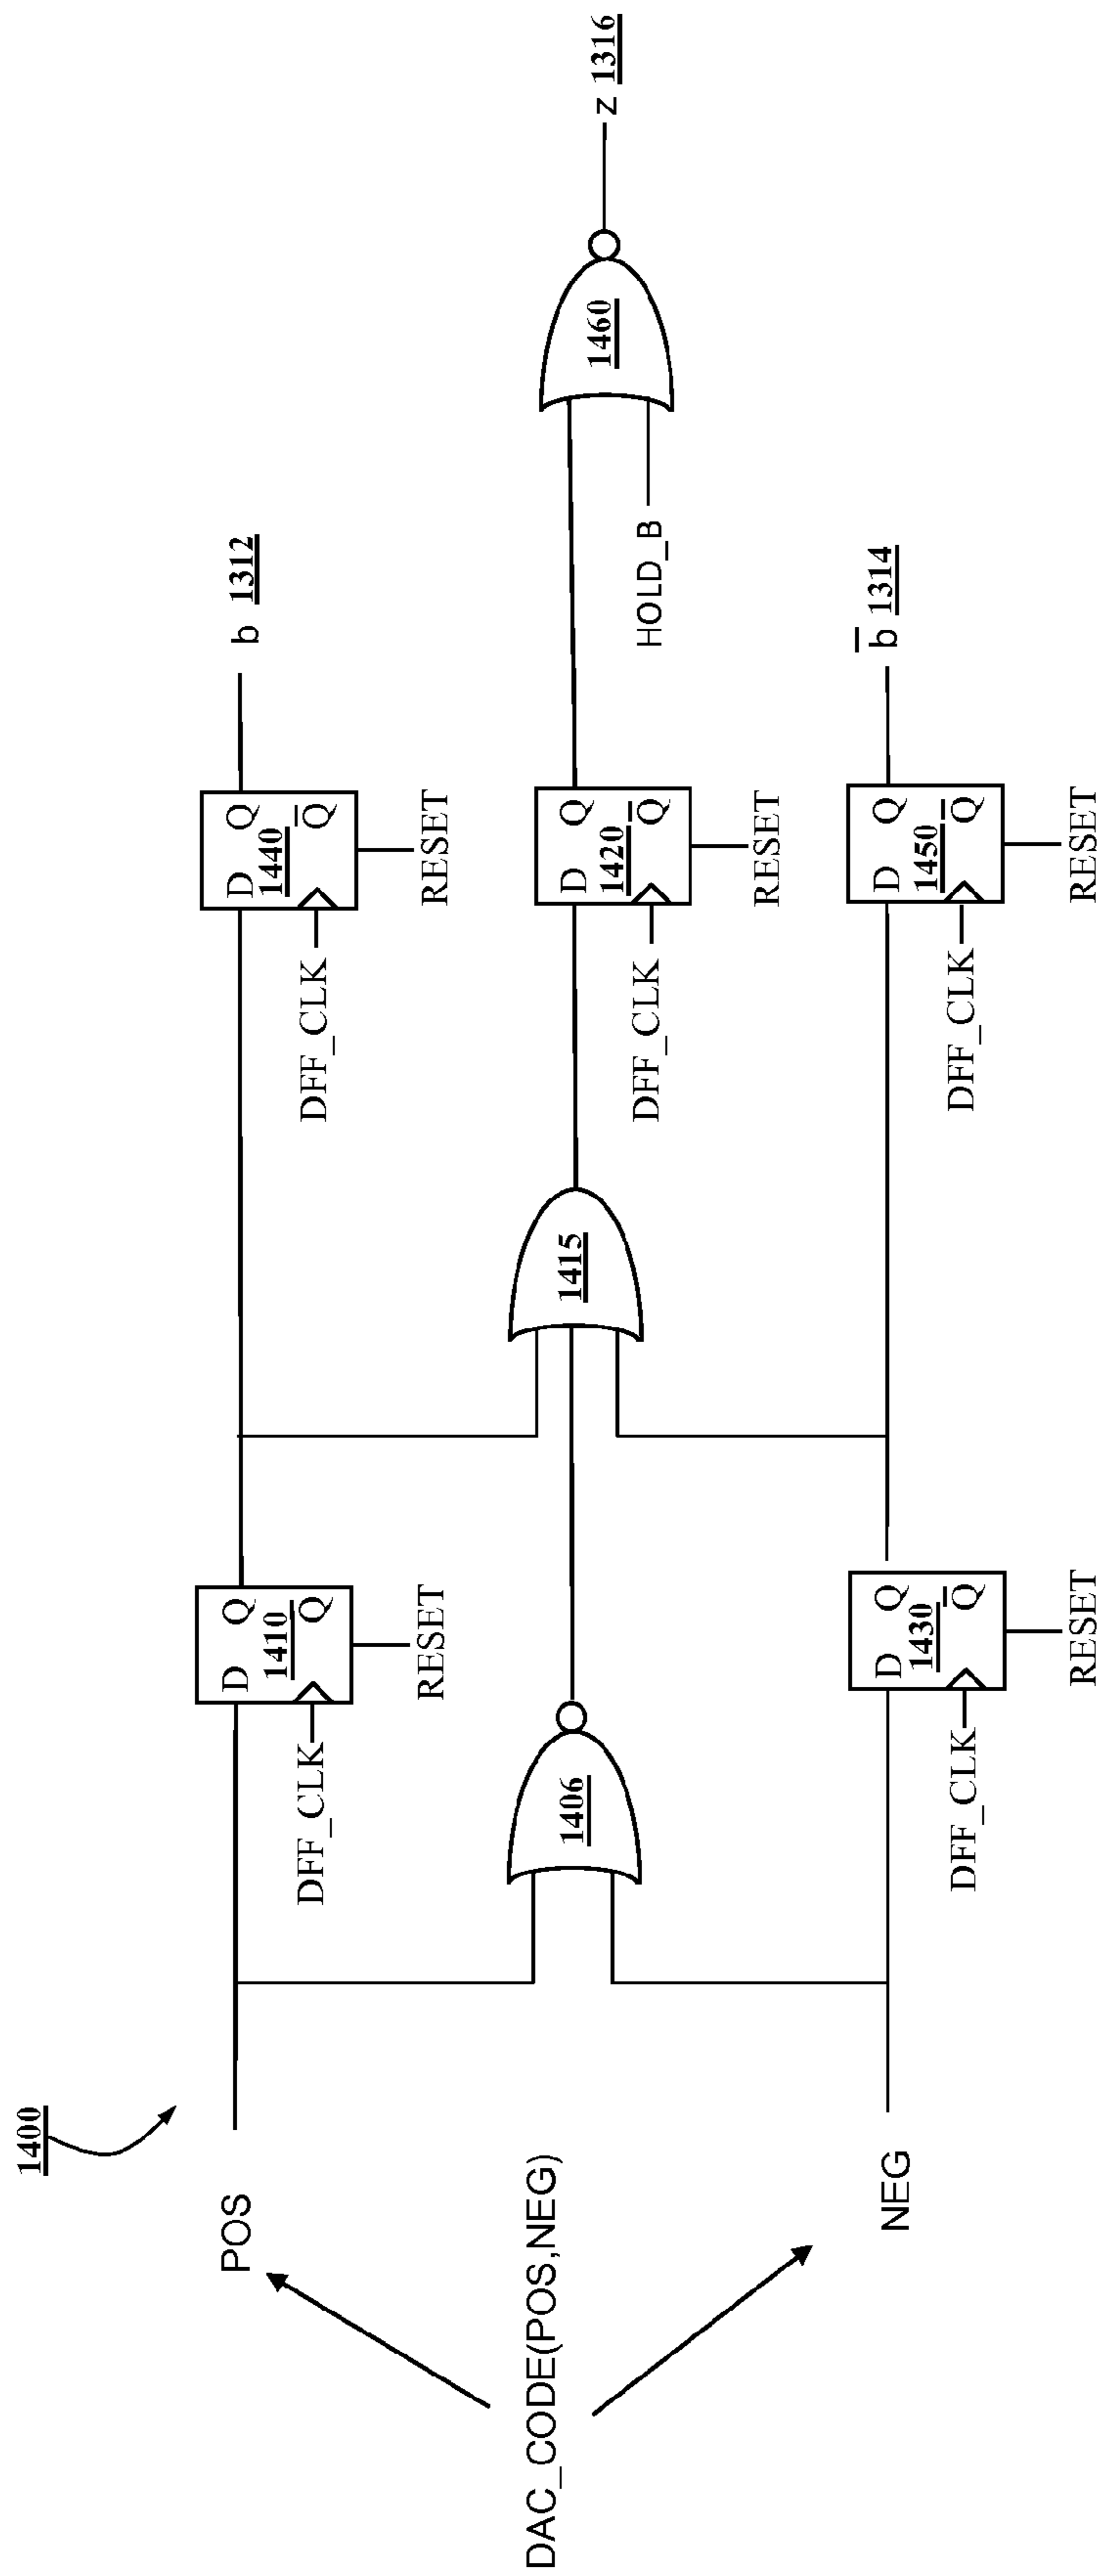 1400
POS
DAC_CODE(POS,NEG)
NEG
D Q
1410
Q
DFF_CLK
RESET
1406
D Q
1430
Q̅
DFF_CLK
RESET
1415
D Q
1440
Q̅
DFF_CLK
RESET
b 1312
D Q
1420
Q̅
DFF_CLK
RESET
HOLD_B
1460
z 1316
D Q
1450
Q̅
DFF_CLK
RESET
b̅ 1314